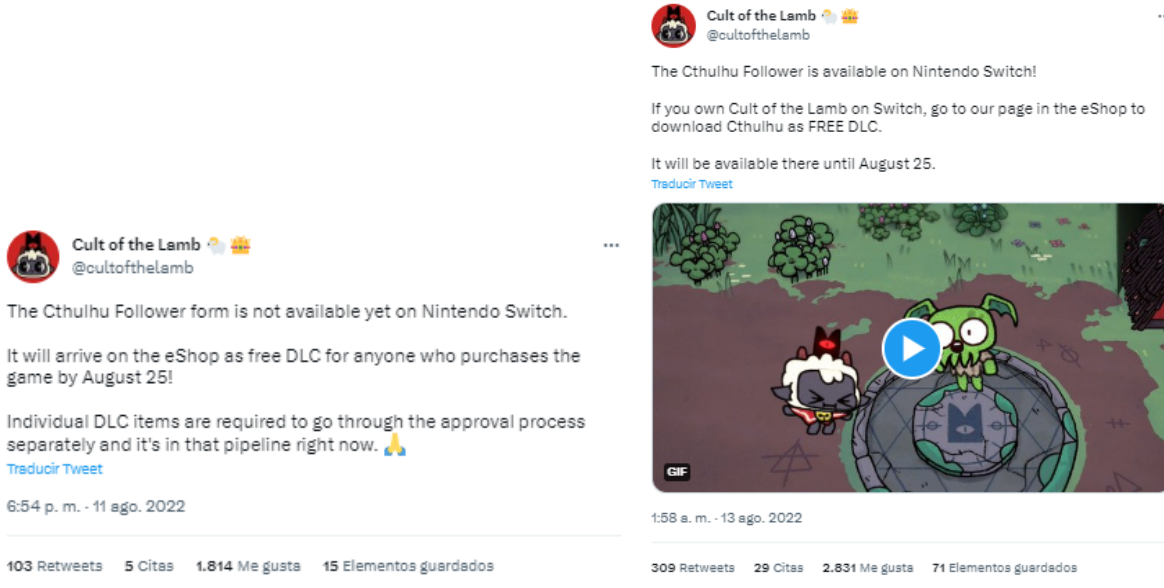 Cult of the Lamb
@cultofthelamb
The Cthulhu Follower form is not available yet on Nintendo Switch.
It will arrive on the eShop as free DLC for anyone who purchases the
game by August 25!
Individual DLC items are required to go through the approval process
separately and it's in that pipeline right now. 🙏
Traducir Tweet
6:54 p. m. · 11 ago. 2022
103 Retweets 5 Citas 1.814 Me gusta 15 Elementos guardados
Cult of the Lamb
@cultofthelamb
The Cthulhu Follower is available on Nintendo Switch!
If you own Cult of the Lamb on Switch, go to our page in the eShop to
download Cthulhu as FREE DLC.
It will be available there until August 25.
Traducir Tweet
GIF
1:58 a. m. · 13 ago. 2022
309 Retweets 29 Citas 2.831 Me gusta 71 Elementos guardados